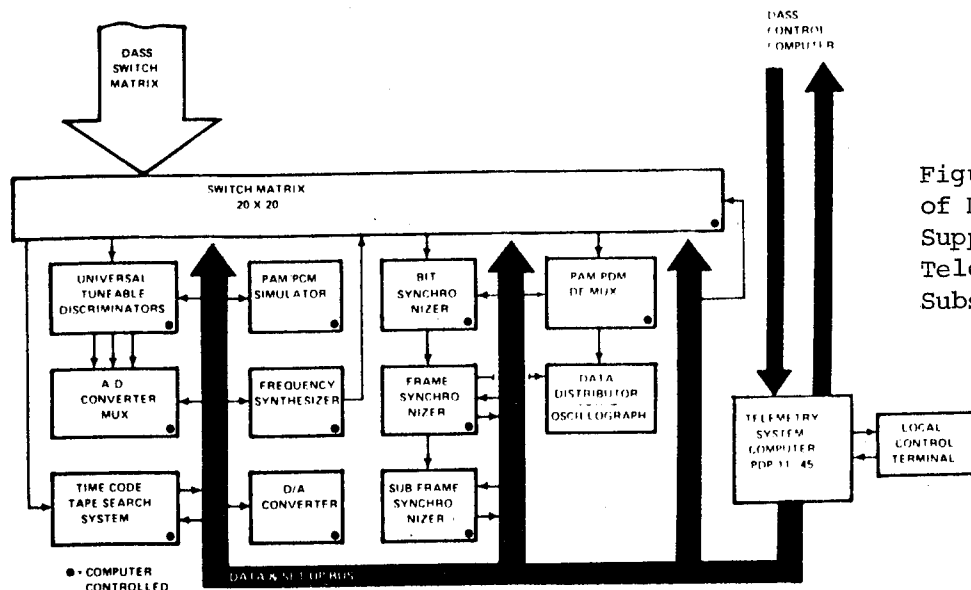 DASS
SWITCH
MATRIX
DASS
CONTROL
COMPUTER
SWITCH MATRIX
20 X 20
UNIVERSAL
TUNEABLE
DISCRIMINATORS
PAM/PCM
SIMULATOR
BIT
SYNCHRO
NIZER
PAM/PDM
DE MUX
A D
CONVERTER
MUX
FREQUENCY
SYNTHESIZER
FRAME
SYNCHRO
NIZER
DATA
DISTRIBUTOR
OSCILLOGRAPH
TIME CODE
TAPE SEARCH
SYSTEM
D/A
CONVERTER
SUB FRAME
SYNCHRO
NIZER
TELEMETRY
SYSTEM
COMPUTER
PDP 11 45
LOCAL
CONTROL
TERMINAL
● - COMPUTER
CONTROLLED
DATA & SET UP BUS
Figu
of I
Supp
Tele
Subs